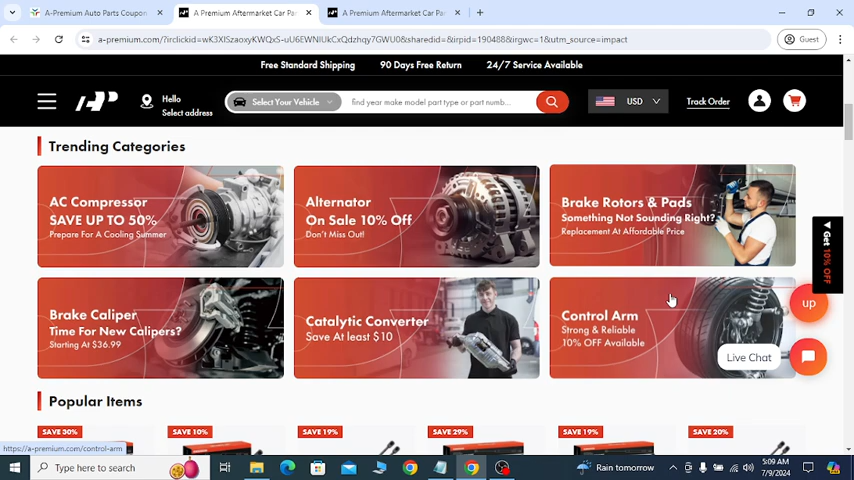 A-Premium Auto Parts Coupon
A Premium Aftermarket Car Pa
A Premium Aftermarket Car Pa
a-premium.com/?irclickid=wK3XISzaoxyKWQxS-uU6EWNlUkCxQdzhqy7GWU0&sharedid=&irpid=190488&irgwc=1&utm_source=impact
Guest
Free Standard Shipping 90 Days Free Return 24/7 Service Available
Hello
Select address
Select Your Vehicle
find your make model part type or part numb...
USD
Track Order
Trending Categories
AC Compressor
SAVE UP TO 50%
Prepare For A Cooling Summer
Alternator
On Sale 10% Off
Don't Miss Out!
Brake Rotors & Pads
Something Not Sounding Right?
Replacement At Affordable Price
Get 10% OFF
Brake Caliper
Time For New Calipers?
Starting At $36.99
Catalytic Converter
Save At least $10
Control Arm
Strong & Reliable
10% OFF Available
up
Live Chat
Popular Items
SAVE 30% SAVE 10% SAVE 19% SAVE 29% SAVE 19% SAVE 20%
https://a-premium.com/control-arm
Type here to search
Rain tomorrow
5:09 AM
7/9/2024